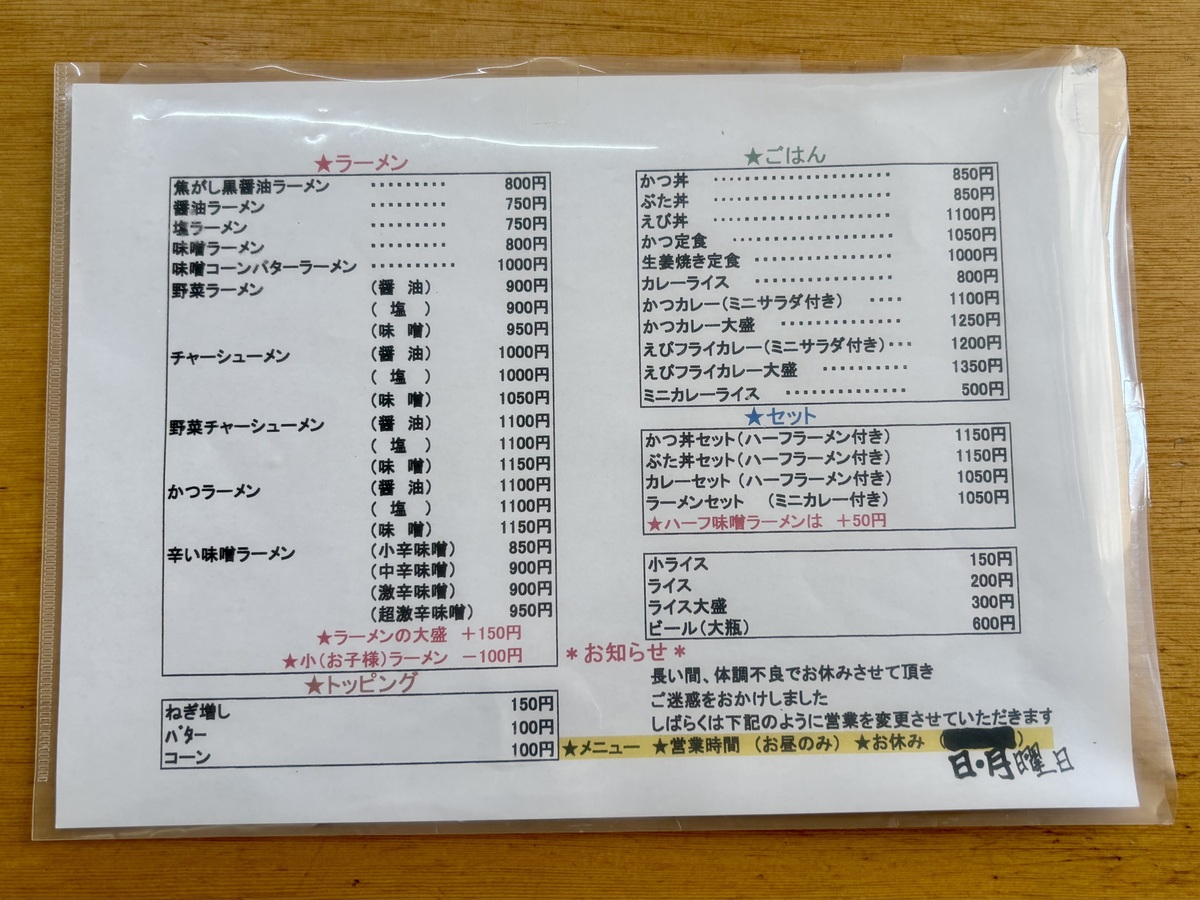 ★ラーメン
焦がし黒醤油ラーメン ・・・・・・・・・ 800円
醤油ラーメン ・・・・・・・・・ 750円
塩ラーメン ・・・・・・・・・ 750円
味噌ラーメン ・・・・・・・・・ 800円
味噌コーンバターラーメン ・・・・・・・・・・ 1000円
野菜ラーメン (醤 油) 900円
( 塩 ) 900円
(味 噌) 950円
チャーシューメン (醤 油) 1000円
( 塩 ) 1000円
(味 噌) 1050円
野菜チャーシューメン (醤 油) 1100円
( 塩 ) 1100円
(味 噌) 1150円
かつラーメン (醤 油) 1100円
( 塩 ) 1100円
(味 噌) 1150円
辛い味噌ラーメン (小辛味噌) 850円
(中辛味噌) 900円
(激辛味噌) 900円
(超激辛味噌) 950円
★ラーメンの大盛 +150円
★小(お子様)ラーメン -100円
★トッピング
ねぎ増し 150円
バター 100円
コーン 100円
★ごはん
かつ丼 ・・・・・・・・・・・・・・・・・・・・ 850円
ぶた丼 ・・・・・・・・・・・・・・・・・・・・ 850円
えび丼 ・・・・・・・・・・・・・・・・・・・・ 1100円
かつ定食 ・・・・・・・・・・・・・・・・・・ 1050円
生姜焼き定食 ・・・・・・・・・・・・・・・ 1000円
カレーライス ・・・・・・・・・・・・・・・ 800円
かつカレー(ミニサラダ付き) ・・・・ 1100円
かつカレー大盛 ・・・・・・・・・・・・・ 1250円
えびフライカレー(ミニサラダ付き)・・・ 1200円
えびフライカレー大盛 ・・・・・・・・・ 1350円
ミニカレーライス ・・・・・・・・・・・・・ 500円
★セット
かつ丼セット(ハーフラーメン付き) 1150円
ぶた丼セット(ハーフラーメン付き) 1150円
カレーセット (ハーフラーメン付き) 1050円
ラーメンセット (ミニカレー付き) 1050円
★ハーフ味噌ラーメンは +50円
小ライス 150円
ライス 200円
ライス大盛 300円
ビール(大瓶) 600円
*お知らせ*
長い間、体調不良でお休みさせて頂き
ご迷惑をおかけしました
しばらくは下記のように営業を変更させていただきます
★メニュー ★営業時間 (お昼のみ) ★お休み ( )
日・月曜日